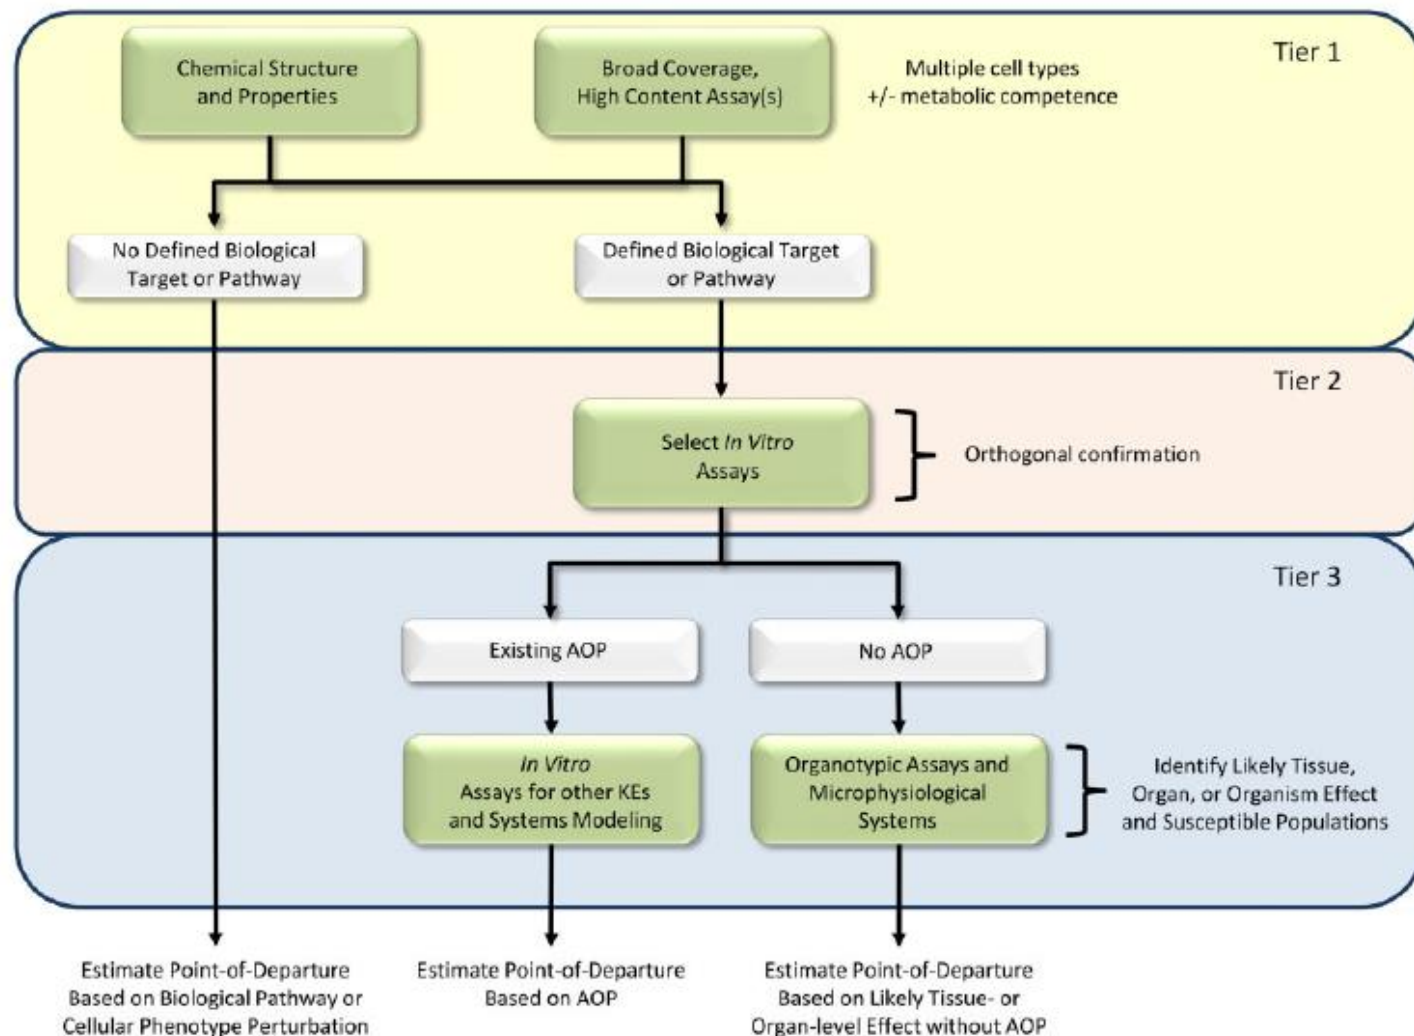 Tier 1
Chemical Structure
and Properties
Broad Coverage,
High Content Assay(s)
Multiple cell types
+/- metabolic competence
No Defined Biological
Target or Pathway
Defined Biological Target
or Pathway
Tier 2
Select In Vitro
Assays
Orthogonal confirmation
Tier 3
Existing AOP
No AOP
In Vitro
Assays for other KEs
and Systems Modeling
Organotypic Assays and
Microphysiological
Systems
Identify Likely Tissue,
Organ, or Organism Effect
and Susceptible Populations
Estimate Point-of-Departure
Based on Biological Pathway or
Cellular Phenotype Perturbation
Estimate Point-of-Departure
Based on AOP
Estimate Point-of-Departure
Based on Likely Tissue- or
Organ-level Effect without AOP